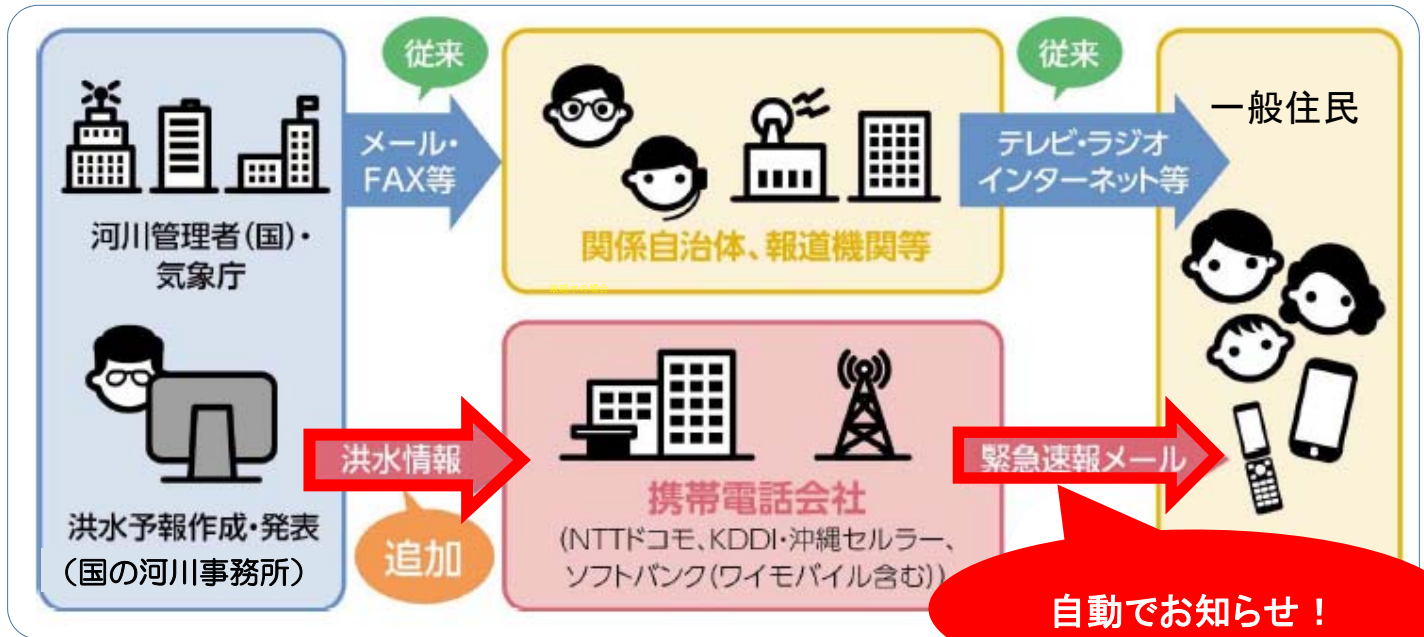 従来
メール・
FAX等
河川管理者(国)・
気象庁
関係自治体、報道機関等
従来
テレビ・ラジオ
インターネット等
一般住民
洪水予報作成・発表
(国の河川事務所)
洪水情報
追加
携帯電話会社
(NTTドコモ、KDDI・沖縄セルラー、
ソフトバンク(ワイモバイル含む))
緊急速報メール
自動でお知らせ！